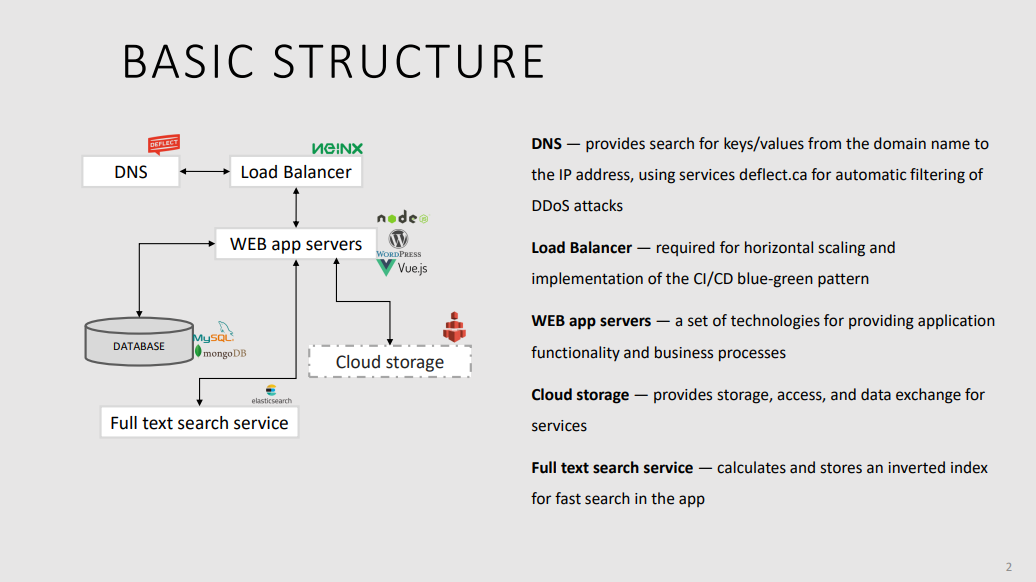 BASIC STRUCTURE
DEFLECT
NGINX
DNS
Load Balancer
node
WEB app servers
WORDPRESS
Vue.js
DATABASE
MySQL
mongoDB
Cloud storage
elasticsearch
Full text search service
DNS — provides search for keys/values from the domain name to
the IP address, using services deflect.ca for automatic filtering of
DDoS attacks
Load Balancer — required for horizontal scaling and
implementation of the CI/CD blue-green pattern
WEB app servers — a set of technologies for providing application
functionality and business processes
Cloud storage — provides storage, access, and data exchange for
services
Full text search service — calculates and stores an inverted index
for fast search in the app
2